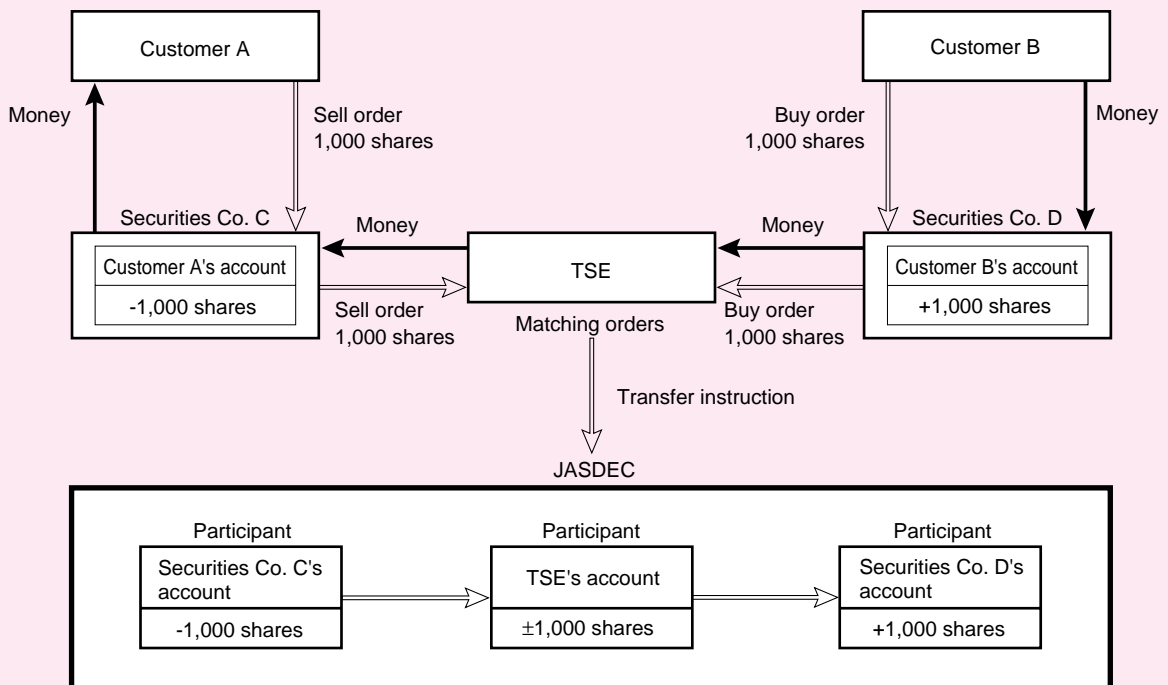 Customer A
Customer B
Money
Sell order
1,000 shares
Buy order
1,000 shares
Money
Securities Co. C
Customer A's account
-1,000 shares
Money
Sell order
1,000 shares
TSE
Matching orders
Money
Buy order
1,000 shares
Securities Co. D
Customer B's account
+1,000 shares
Transfer instruction
JASDEC
Participant
Securities Co. C's
account
-1,000 shares
Participant
TSE's account
±1,000 shares
Participant
Securities Co. D's
account
+1,000 shares